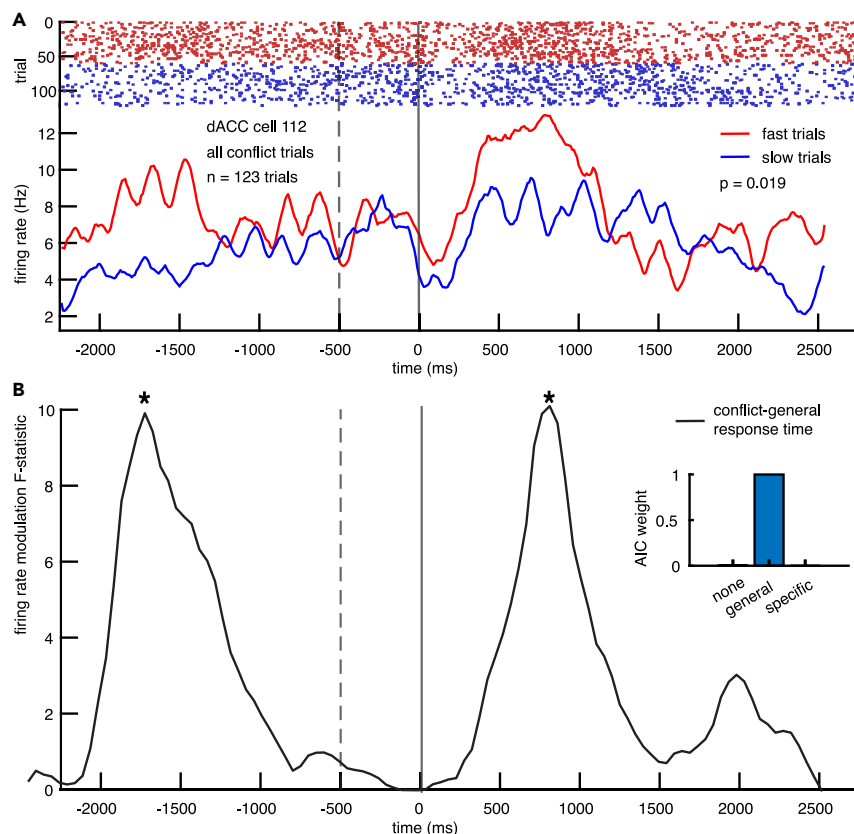 A
0
50
100
trial
dACC cell 112
all conflict trials
n = 123 trials
fast trials
slow trials
p = 0.019
12
10
8
6
4
2
firing rate (Hz)
-2000 -1500 -1000 -500 0 500 1000 1500 2000 2500
time (ms)
B
* *
conflict-general
response time
10
8
6
4
2
0
firing rate modulation F-statistic
1
0.5
0
AIC weight
none
general
specific
-2000 -1500 -1000 -500 0 500 1000 1500 2000 2500
time (ms)